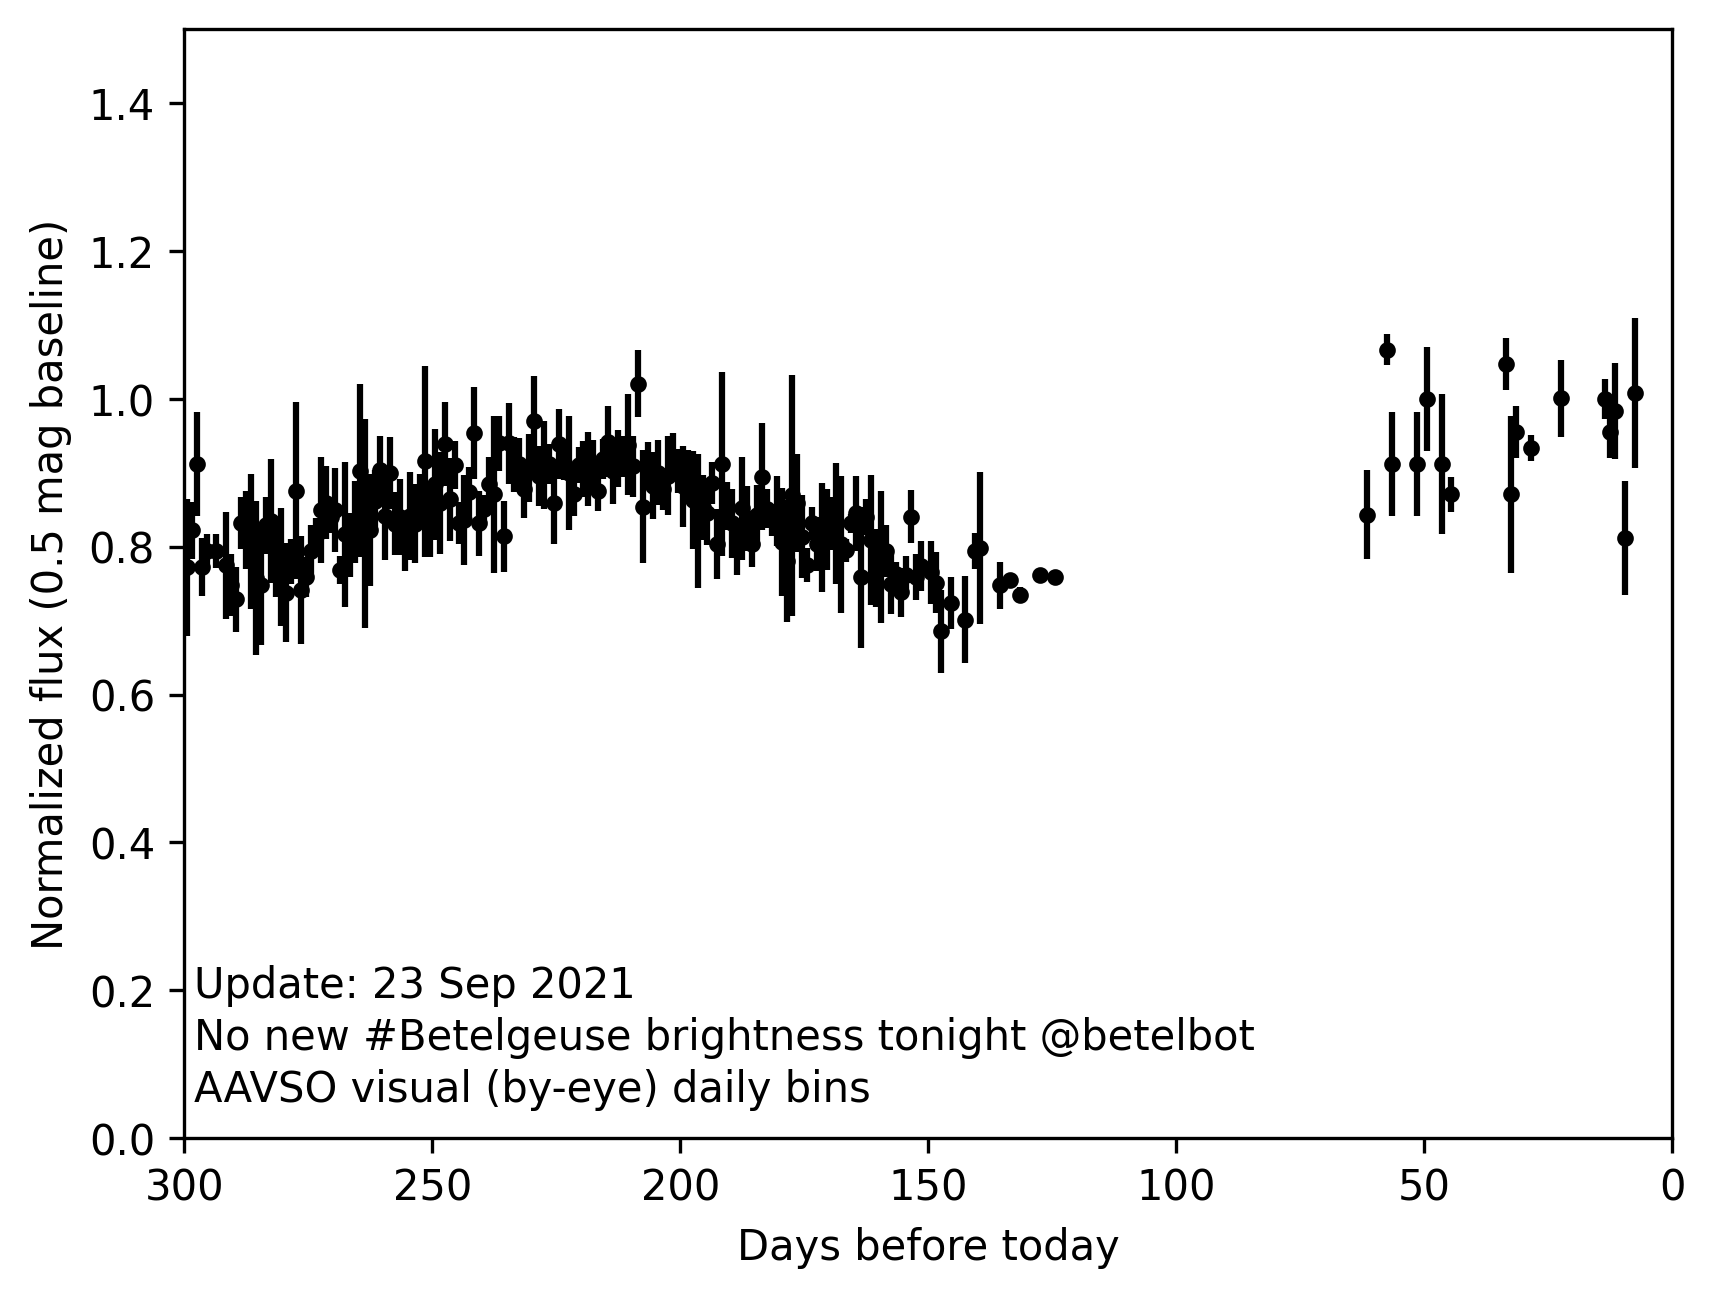 1.4
1.2
1.0
0.8
0.6
0.4
0.2
0.0
Normalized flux (0.5 mag baseline)
Update: 23 Sep 2021
No new #Betelgeuse brightness tonight @betelbot
AAVSO visual (by-eye) daily bins
300 250 200 150 100 50 0
Days before today